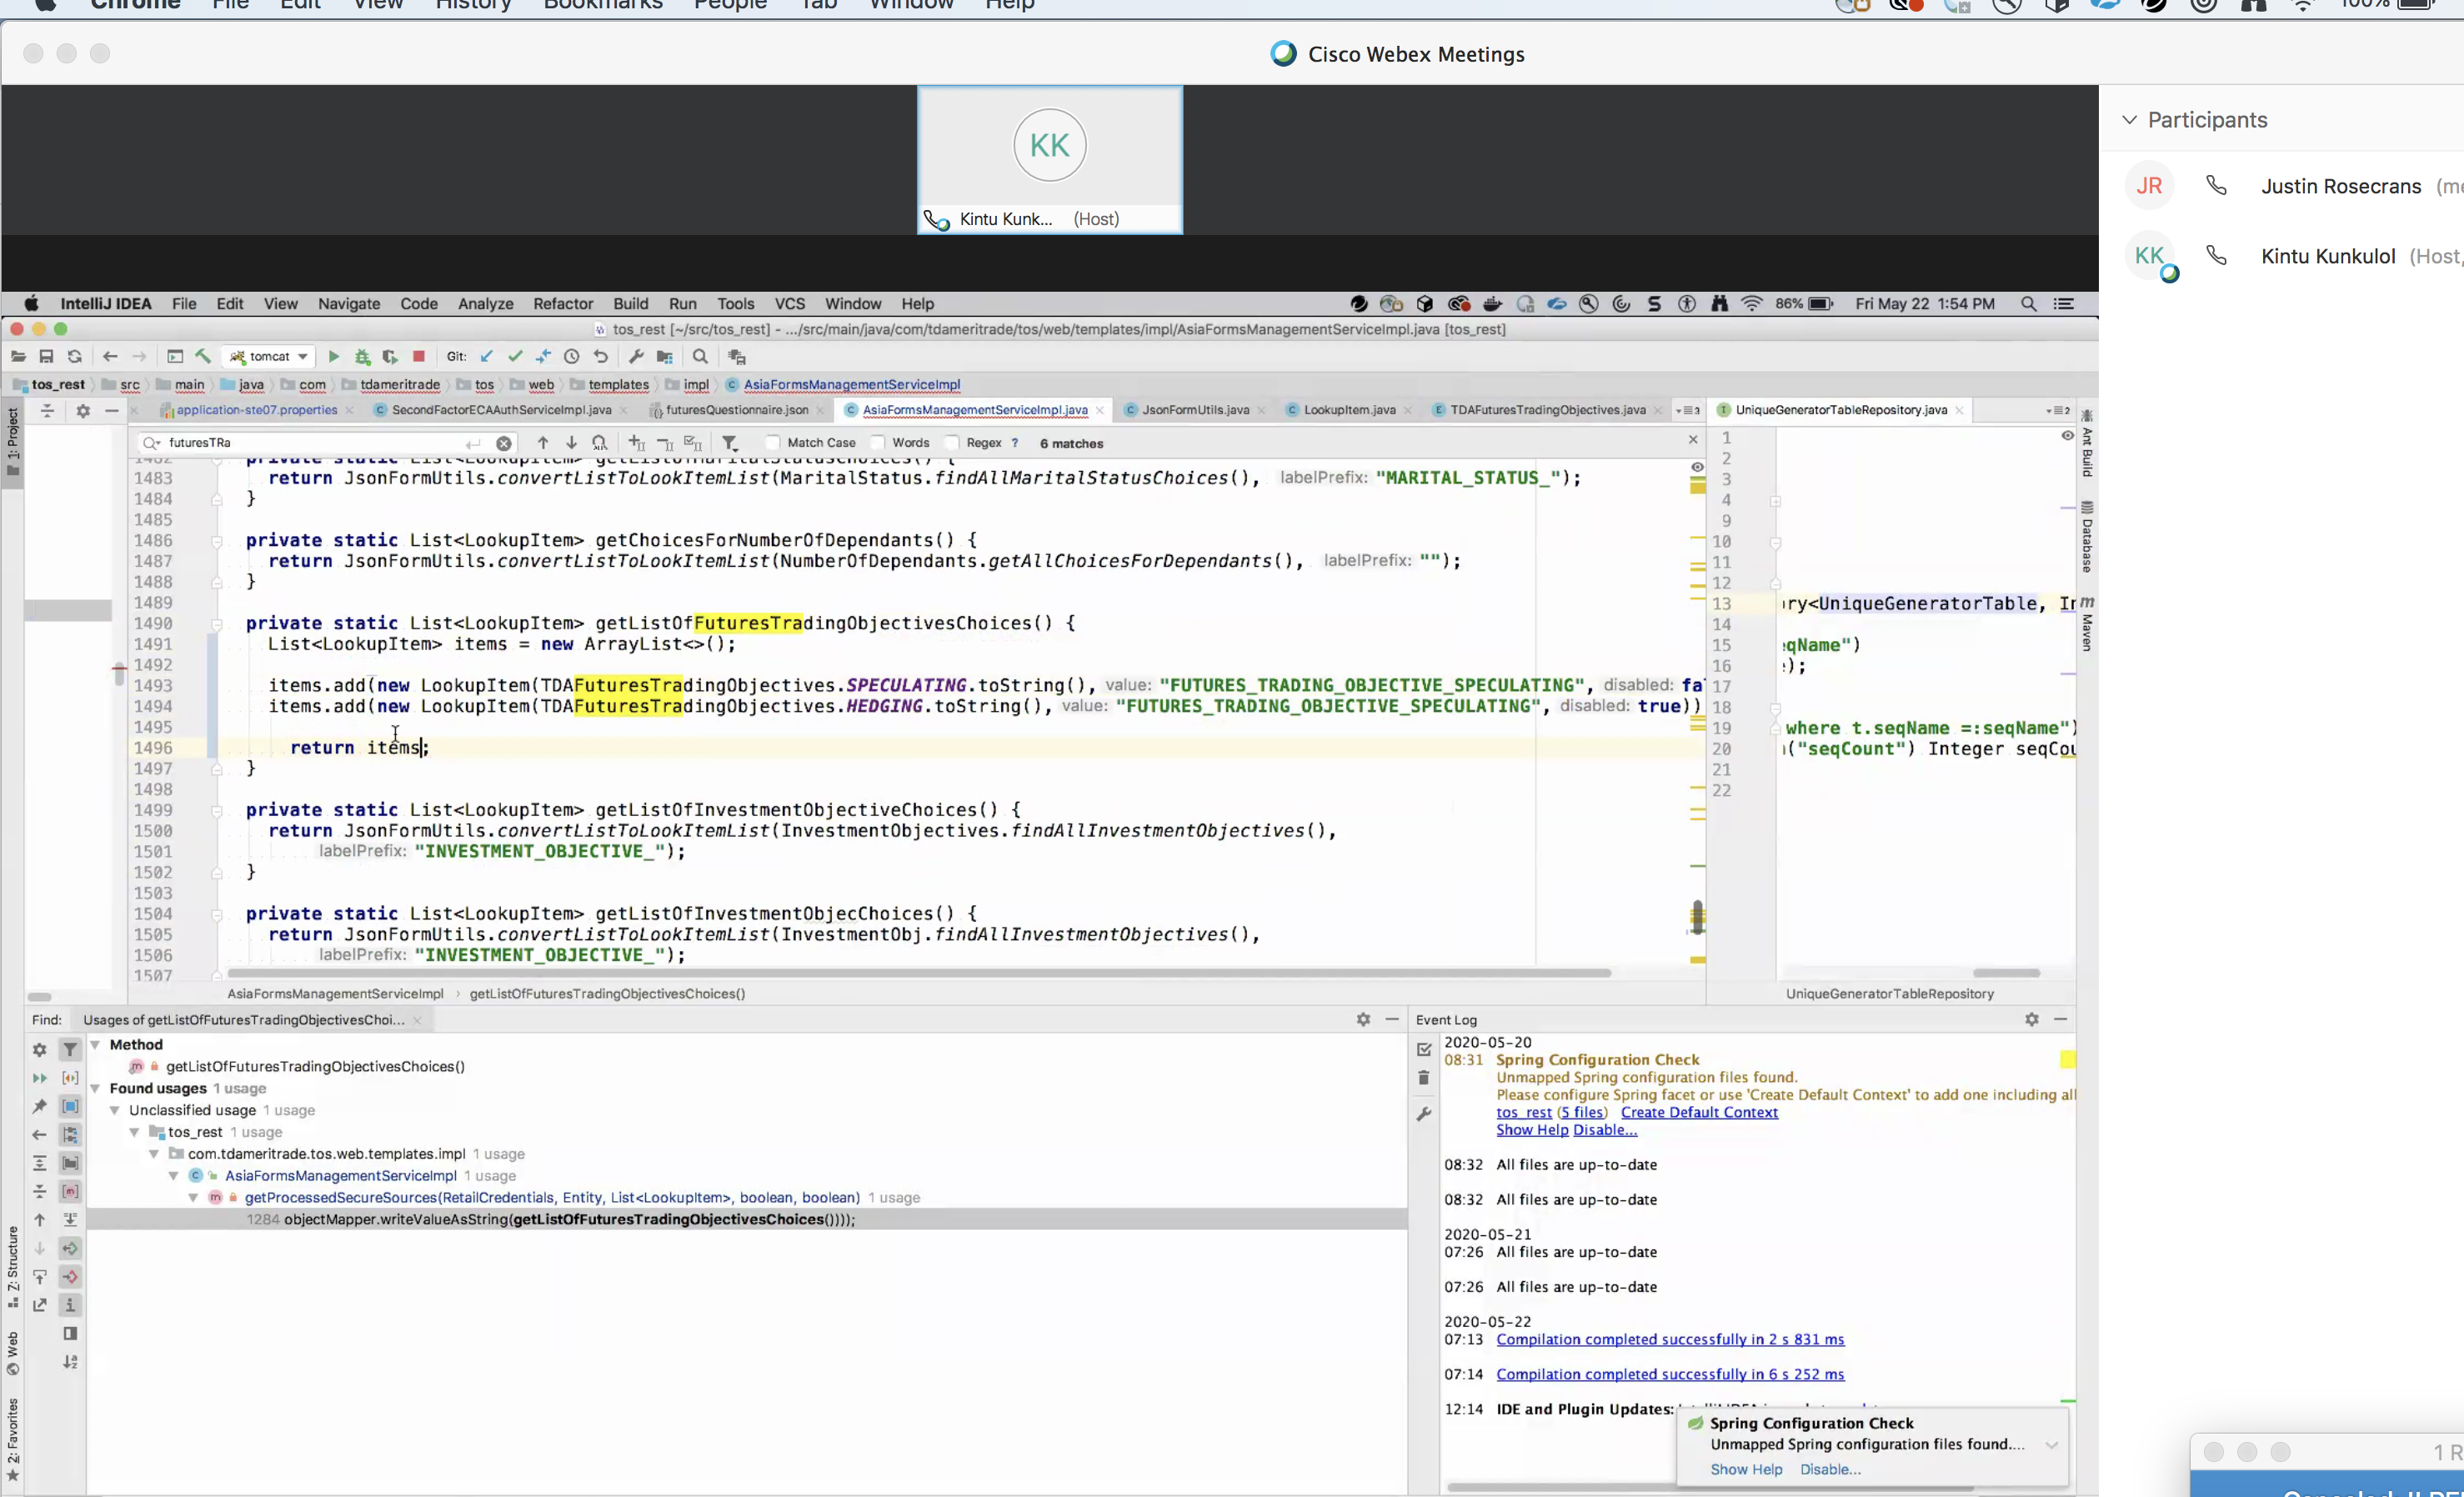 Chrome File Edit View History Bookmarks People Tab Window Help 100%
Cisco Webex Meetings
KK
Kintu Kunk... (Host)
Participants
JR Justin Rosecrans
KK Kintu Kunkulol (Host,
IntelliJ IDEA File Edit View Navigate Code Analyze Refactor Build Run Tools VCS Window Help 86% Fri May 22 1:54 PM
tos_rest [~/src/tos_rest] - .../src/main/java/com/tdameritrade/tos/web/templates/impl/AsiaFormsManagementServiceImpl.java [tos_rest]
tomcat Git:
tos_rest src main java com tdameritrade tos web templates impl AsiaFormsManagementServiceImpl
application-ste07.properties SecondFactorECAAuthServiceImpl.java futuresQuestionnaire.json AsiaFormsManagementServiceImpl.java JsonFormUtils.java LookupItem.java TDAFuturesTradingObjectives.java UniqueGeneratorTableRepository.java
futuresTRa Match Case Words Regex ? 6 matches
1482 private static List<LookupItem> getListOfMaritalStatusChoices() {
1483 return JsonFormUtils.convertListToLookItemList(MaritalStatus.findAllMaritalStatusChoices(), labelPrefix: "MARITAL_STATUS_");
1484 }
1485
1486 private static List<LookupItem> getChoicesForNumberOfDependants() {
1487 return JsonFormUtils.convertListToLookItemList(NumberOfDependants.getAllChoicesForDependants(), labelPrefix: "");
1488 }
1489
1490 private static List<LookupItem> getListOfFuturesTradingObjectivesChoices() {
1491 List<LookupItem> items = new ArrayList<>();
1492
1493 items.add(new LookupItem(TDAFuturesTradingObjectives.SPECULATING.toString(), value: "FUTURES_TRADING_OBJECTIVE_SPECULATING", disabled: fa
1494 items.add(new LookupItem(TDAFuturesTradingObjectives.HEDGING.toString(), value: "FUTURES_TRADING_OBJECTIVE_SPECULATING", disabled: true))
1495
1496 return items;
1497 }
1498
1499 private static List<LookupItem> getListOfInvestmentObjectiveChoices() {
1500 return JsonFormUtils.convertListToLookItemList(InvestmentObjectives.findAllInvestmentObjectives(),
1501 labelPrefix: "INVESTMENT_OBJECTIVE_");
1502 }
1503
1504 private static List<LookupItem> getListOfInvestmentObjecChoices() {
1505 return JsonFormUtils.convertListToLookItemList(InvestmentObj.findAllInvestmentObjectives(),
1506 labelPrefix: "INVESTMENT_OBJECTIVE_");
1507
AsiaFormsManagementServiceImpl getListOfFuturesTradingObjectivesChoices()
1
2
3
4
9
10
11
12
13 ry<UniqueGeneratorTable, In
14
15 eqName")
16 );
17
18
19 where t.seqName =:seqName")
20 ("seqCount") Integer seqCou
21
22
UniqueGeneratorTableRepository
1: Project
Ant Build
Database
Maven
Find: Usages of getListOfFuturesTradingObjectivesChoi...
Method
getListOfFuturesTradingObjectivesChoices()
Found usages 1 usage
Unclassified usage 1 usage
tos_rest 1 usage
com.tdameritrade.tos.web.templates.impl 1 usage
AsiaFormsManagementServiceImpl 1 usage
getProcessedSecureSources(RetailCredentials, Entity, List<LookupItem>, boolean, boolean) 1 usage
1284 objectMapper.writeValueAsString(getListOfFuturesTradingObjectivesChoices()));
Z: Structure
Web
2: Favorites
Event Log
2020-05-20
08:31 Spring Configuration Check
Unmapped Spring configuration files found.
Please configure Spring facet or use 'Create Default Context' to add one including all
tos_rest (5 files) Create Default Context
Show Help Disable...
08:32 All files are up-to-date
08:32 All files are up-to-date
2020-05-21
07:26 All files are up-to-date
07:26 All files are up-to-date
2020-05-22
07:13 Compilation completed successfully in 2 s 831 ms
07:14 Compilation completed successfully in 6 s 252 ms
12:14 IDE and Plugin Updates:
Spring Configuration Check
Unmapped Spring configuration files found....
Show Help Disable...